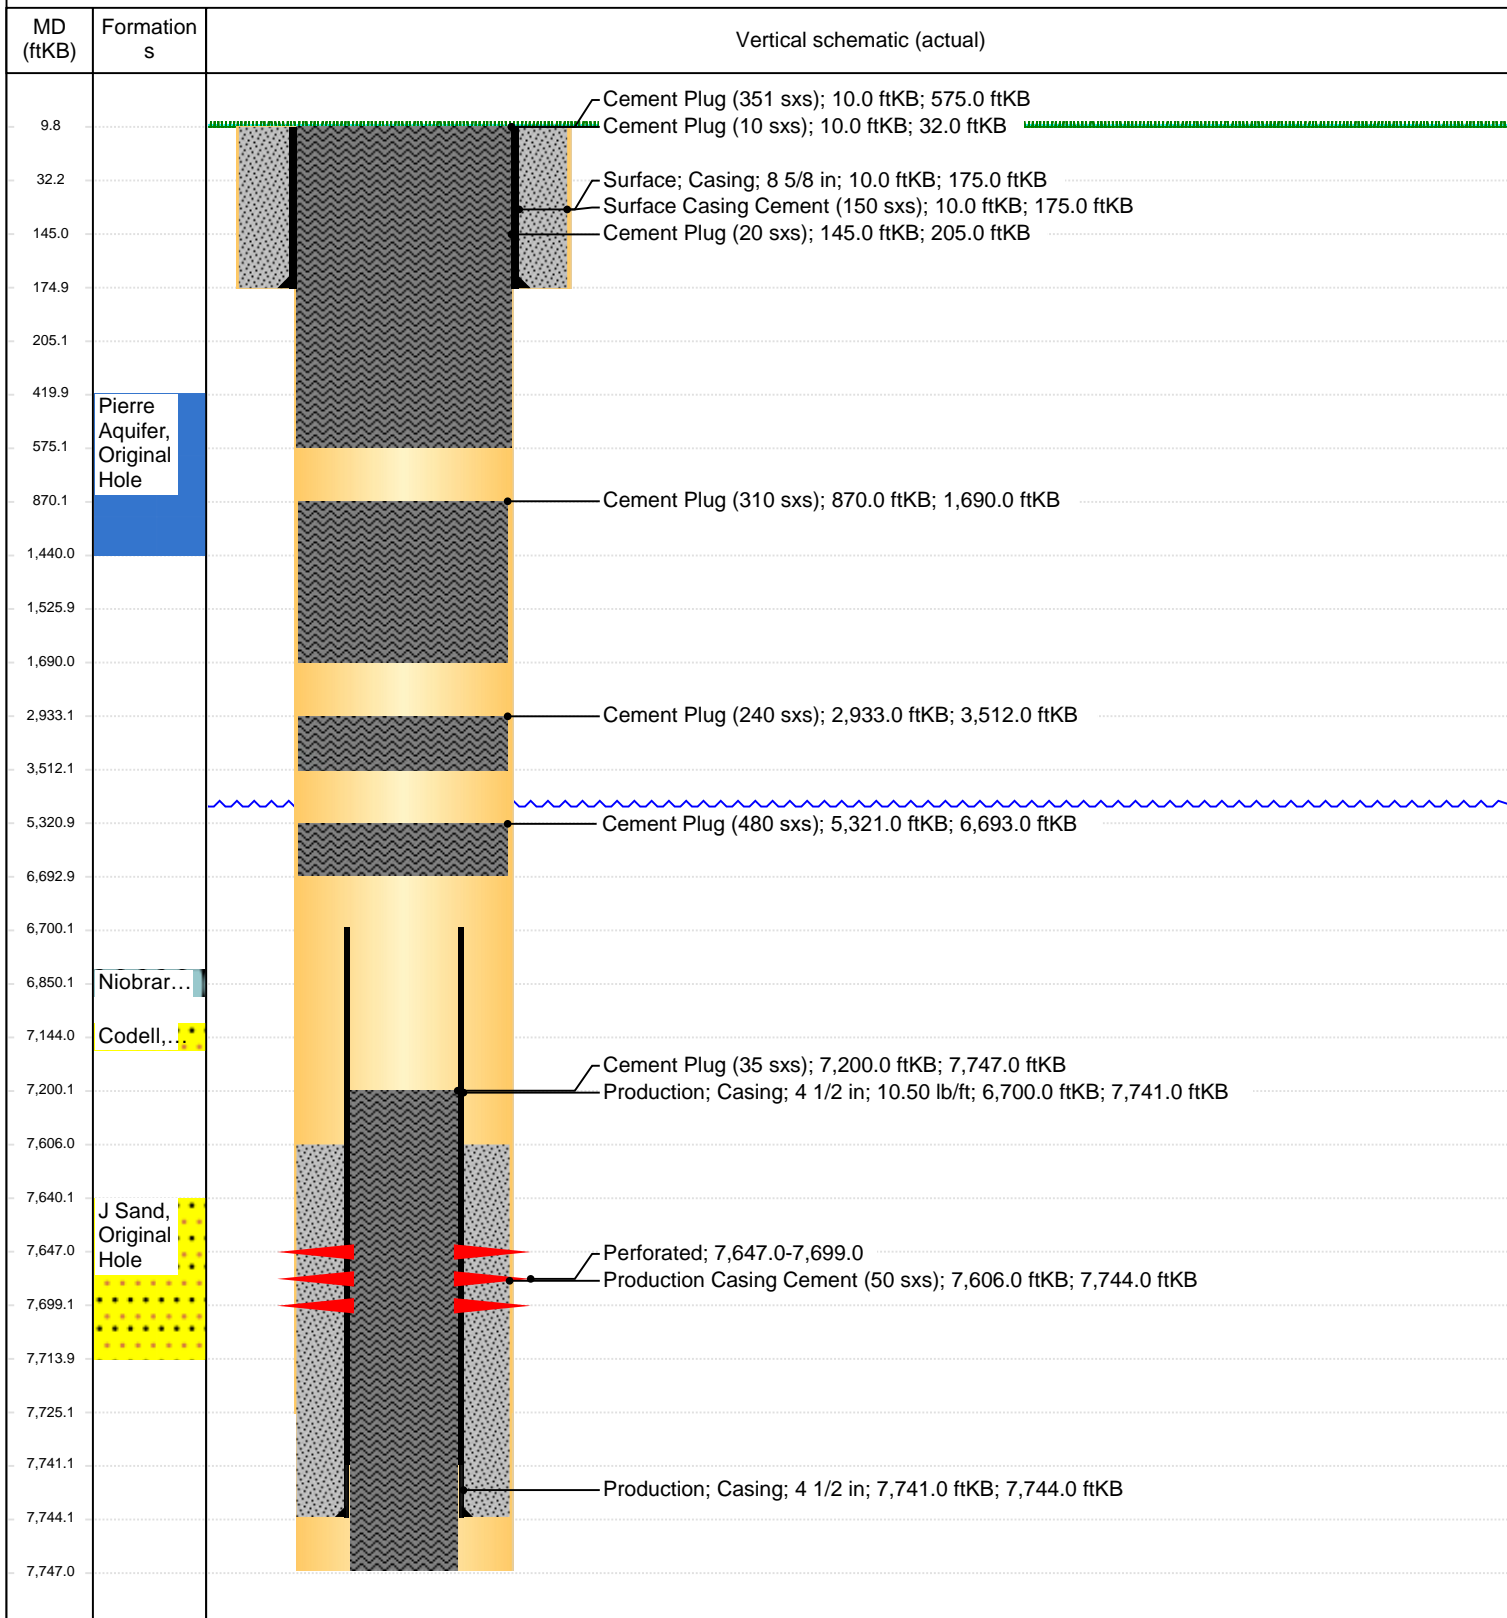 MD
(ftKB)
Formation
s
Vertical schematic (actual)
Cement Plug (351 sxs); 10.0 ftKB; 575.0 ftKB
9.8
Cement Plug (10 sxs); 10.0 ftKB; 32.0 ftKB
32.2
Surface; Casing; 8 5/8 in; 10.0 ftKB; 175.0 ftKB
Surface Casing Cement (150 sxs); 10.0 ftKB; 175.0 ftKB
145.0
Cement Plug (20 sxs); 145.0 ftKB; 205.0 ftKB
174.9
205.1
419.9
Pierre
Aquifer,
Original
Hole
575.1
870.1
Cement Plug (310 sxs); 870.0 ftKB; 1,690.0 ftKB
1,440.0
1,525.9
1,690.0
2,933.1
Cement Plug (240 sxs); 2,933.0 ftKB; 3,512.0 ftKB
3,512.1
5,320.9
Cement Plug (480 sxs); 5,321.0 ftKB; 6,693.0 ftKB
6,692.9
6,700.1
6,850.1
Niobrar...
7,144.0
Codell,...
Cement Plug (35 sxs); 7,200.0 ftKB; 7,747.0 ftKB
7,200.1
Production; Casing; 4 1/2 in; 10.50 lb/ft; 6,700.0 ftKB; 7,741.0 ftKB
7,606.0
7,640.1
J Sand,
Original
Hole
7,647.0
Perforated; 7,647.0-7,699.0
Production Casing Cement (50 sxs); 7,606.0 ftKB; 7,744.0 ftKB
7,699.1
7,713.9
7,725.1
7,741.1
Production; Casing; 4 1/2 in; 7,741.0 ftKB; 7,744.0 ftKB
7,744.1
7,747.0